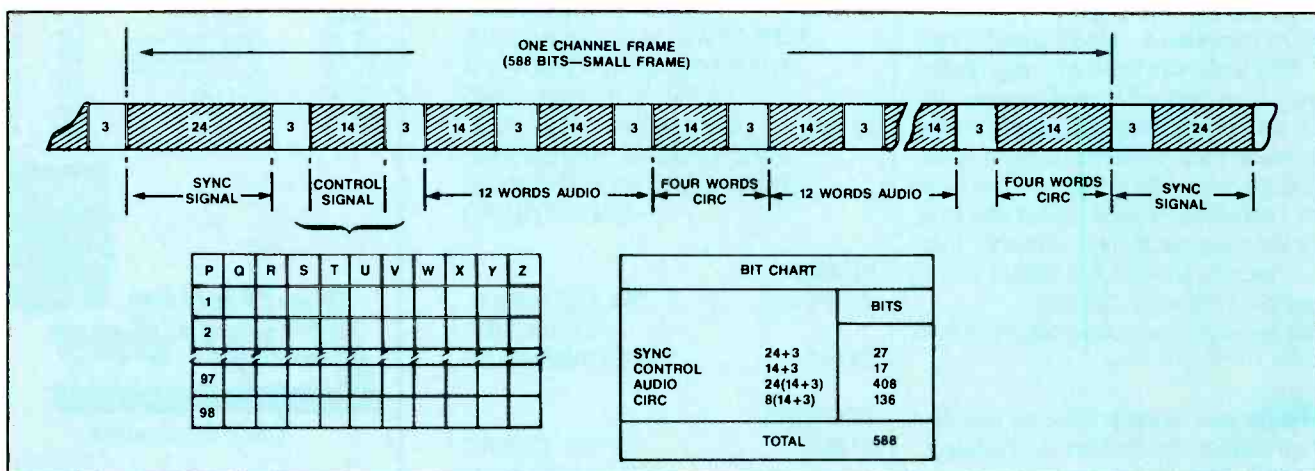 ONE CHANNEL FRAME
(588 BITS—SMALL FRAME)
3 24 3 14 3 14 3 14 3 14 3 14 3 14 3 14 3 24
SYNC SIGNAL
CONTROL SIGNAL
12 WORDS AUDIO
FOUR WORDS CIRC
12 WORDS AUDIO
FOUR WORDS CIRC
SYNC SIGNAL
P Q R S T U V W X Y Z
1
2
97
98
BIT CHART
BITS
SYNC 24+3 27
CONTROL 14+3 17
AUDIO 24(14+3) 408
CIRC 8(14+3) 136
TOTAL 588